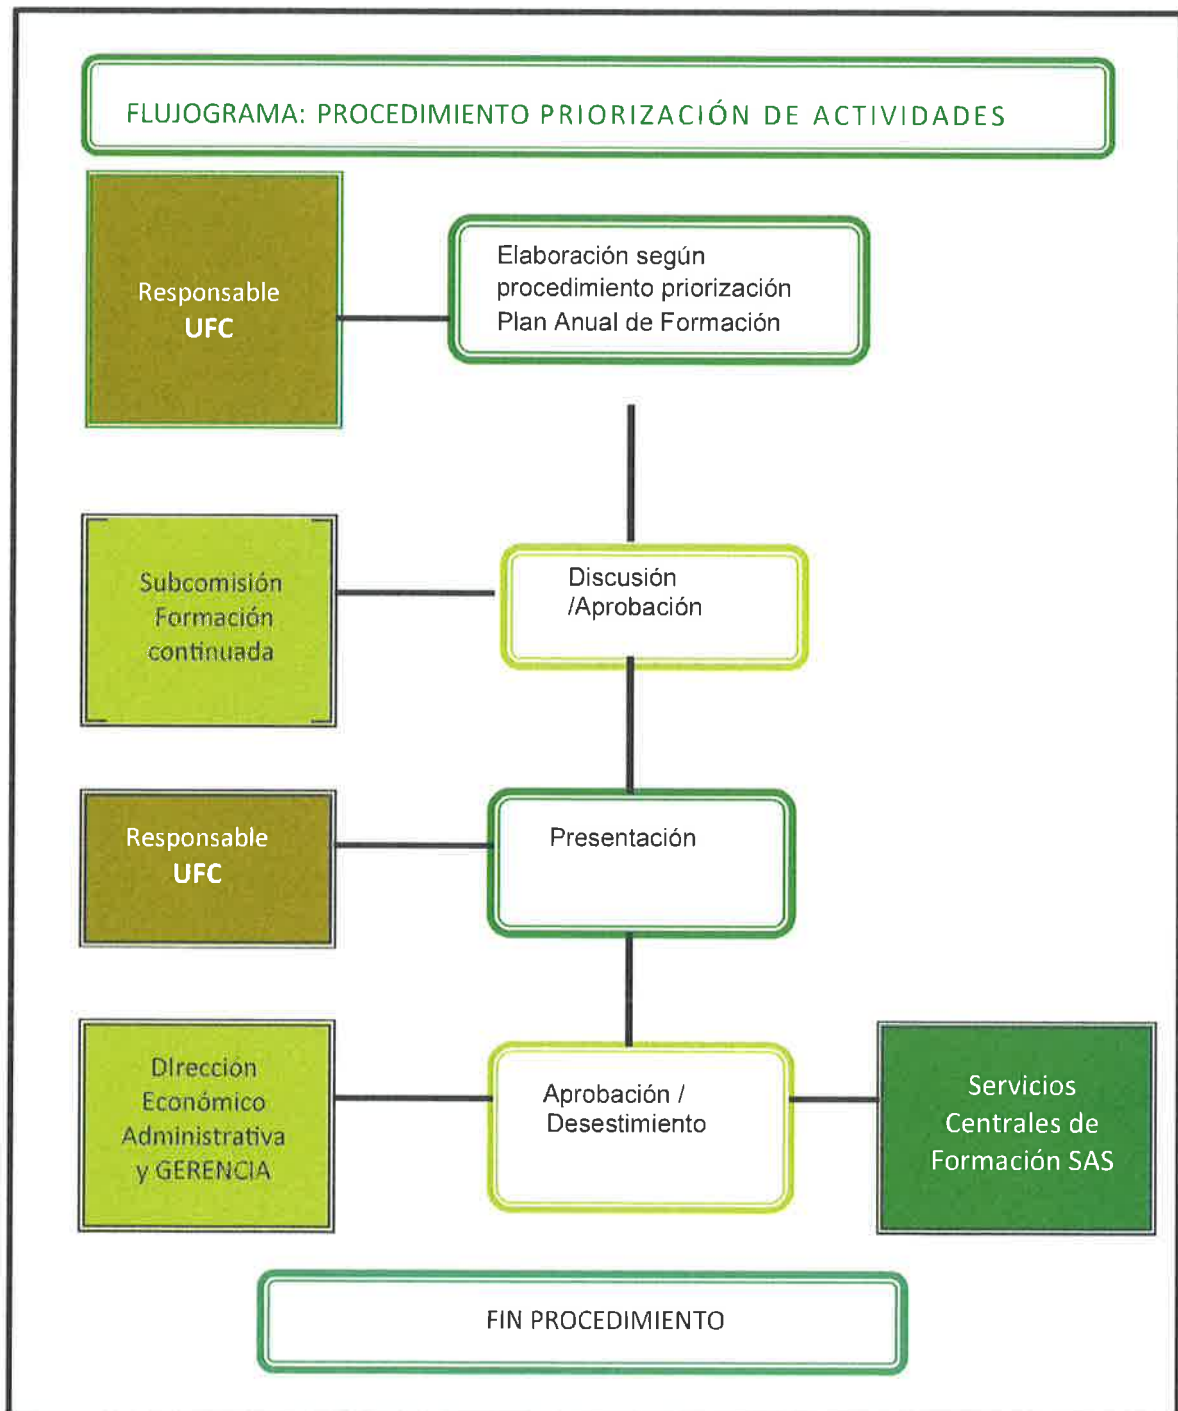 FLUJOGRAMA: PROCEDIMIENTO PRIORIZACIÓN DE ACTIVIDADES
Responsable
UFC
Elaboración según
procedimiento priorización
Plan Anual de Formación
Subcomisión
Formación
continuada
Discusión
/Aprobación
Responsable
UFC
Presentación
DIrección
Económico
Administrativa
y GERENCIA
Aprobación /
Desestimiento
Servicios
Centrales de
Formación SAS
FIN PROCEDIMIENTO